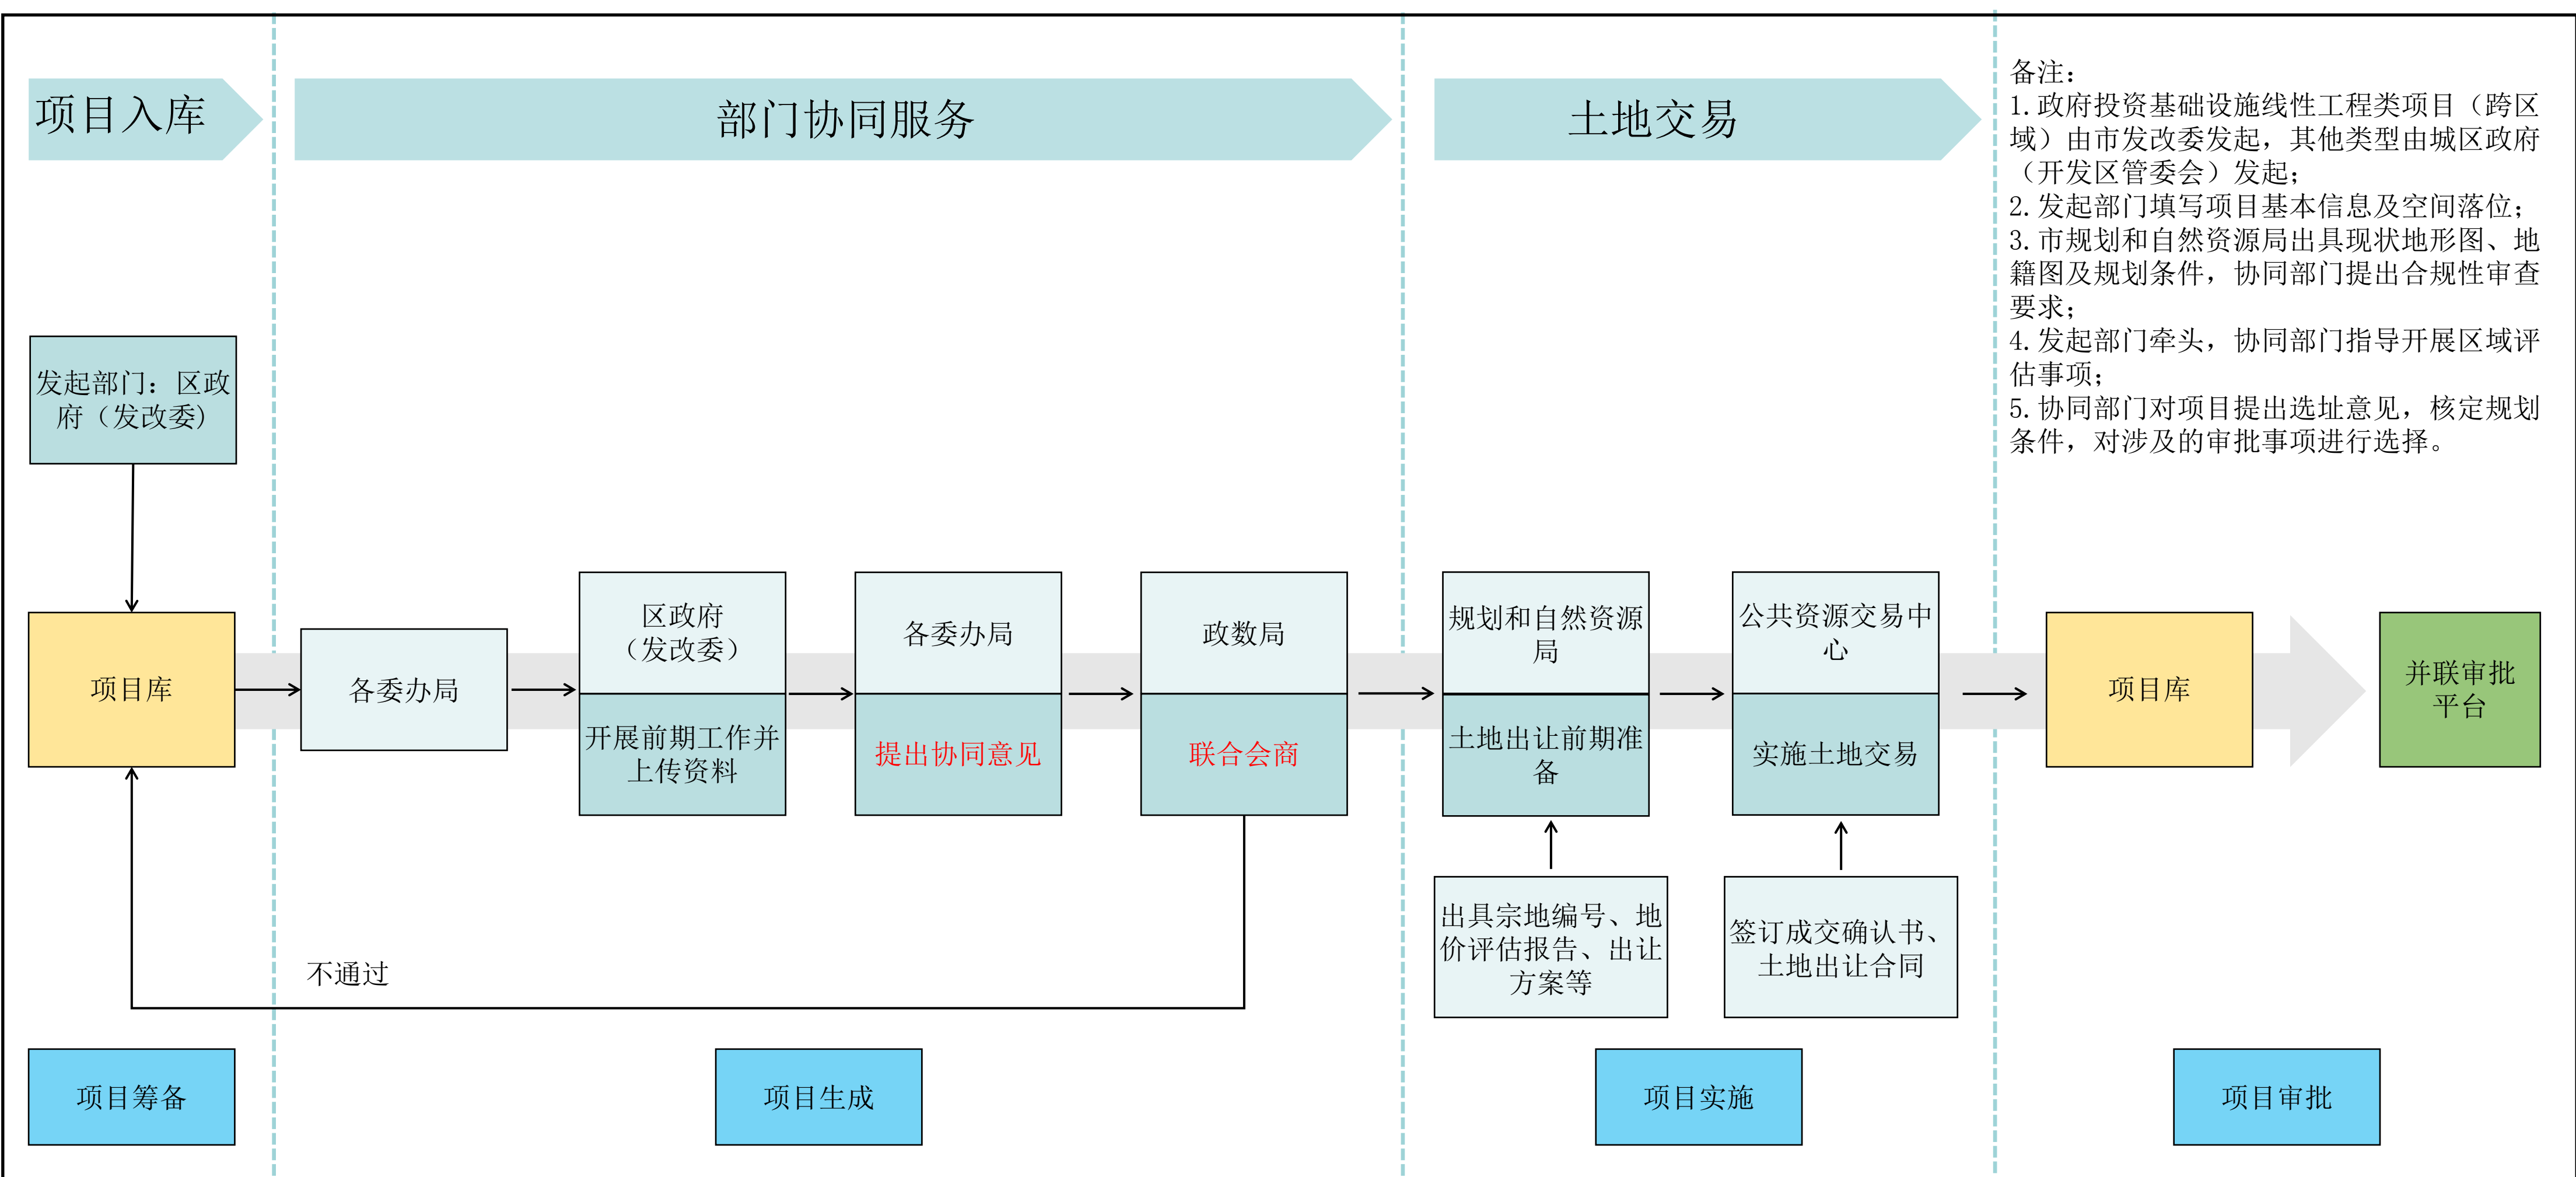 项目入库
部门协同服务
土地交易
备注：
1.政府投资基础设施线性工程类项目（跨区
域）由市发改委发起，其他类型由城区政府
（开发区管委会）发起；
2.发起部门填写项目基本信息及空间落位；
3.市规划和自然资源局出具现状地形图、地
籍图及规划条件，协同部门提出合规性审查
要求；
4.发起部门牵头，协同部门指导开展区域评
估事项；
5.协同部门对项目提出选址意见，核定规划
条件，对涉及的审批事项进行选择。
发起部门：区政
府（发改委）
项目库
各委办局
区政府
（发改委）
开展前期工作并
上传资料
各委办局
提出协同意见
政数局
联合会商
规划和自然资源
局
土地出让前期准
备
公共资源交易中
心
实施土地交易
项目库
并联审批
平台
出具宗地编号、地
价评估报告、出让
方案等
签订成交确认书、
土地出让合同
不通过
项目筹备
项目生成
项目实施
项目审批